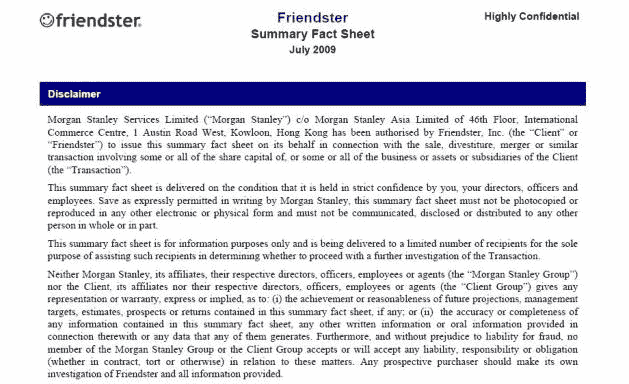 friendster®
Friendster
Highly Confidential
Summary Fact Sheet
July 2009
Disclaimer
Morgan Stanley Services Limited (“Morgan Stanley”) c/o Morgan Stanley Asia Limited of 46th Floor, International
Commerce Centre, 1 Austin Road West, Kowloon, Hong Kong has been authorised by Friendster, Inc. (the “Client” or
“Friendster”) to issue this summary fact sheet on its behalf in connection with the sale, divestiture, merger or similar
transaction involving some or all of the share capital of, or some or all of the business or assets or subsidiaries of the Client
(the “Transaction”).
This summary fact sheet is delivered on the condition that it is held in strict confidence by you, your directors, officers and
employees. Save as expressly permitted in writing by Morgan Stanley, this summary fact sheet must not be photocopied or
reproduced in any other electronic or physical form and must not be communicated, disclosed or distributed to any other
person in whole or in part.
This summary fact sheet is for information purposes only and is being delivered to a limited number of recipients for the sole
purpose of assisting such recipients in determining whether to proceed with a further investigation of the Transaction.
Neither Morgan Stanley, its affiliates, their respective directors, officers, employees or agents (the “Morgan Stanley Group”)
nor the Client, its affiliates nor their respective directors, officers, employees or agents (the “Client Group”) gives any
representation or warranty, express or implied, as to: (i) the achievement or reasonableness of future projections, management
targets, estimates, prospects or returns contained in this summary fact sheet, if any; or (ii) the accuracy or completeness of
any information contained in this summary fact sheet, any other written information or oral information provided in
connection therewith or any data that any of them generates. Furthermore, and without prejudice to liability for fraud, no
member of the Morgan Stanley Group or the Client Group accepts or will accept any liability, responsibility or obligation
(whether in contract, tort or otherwise) in relation to these matters. Any prospective purchaser should make its own
investigation of Friendster and all information provided.